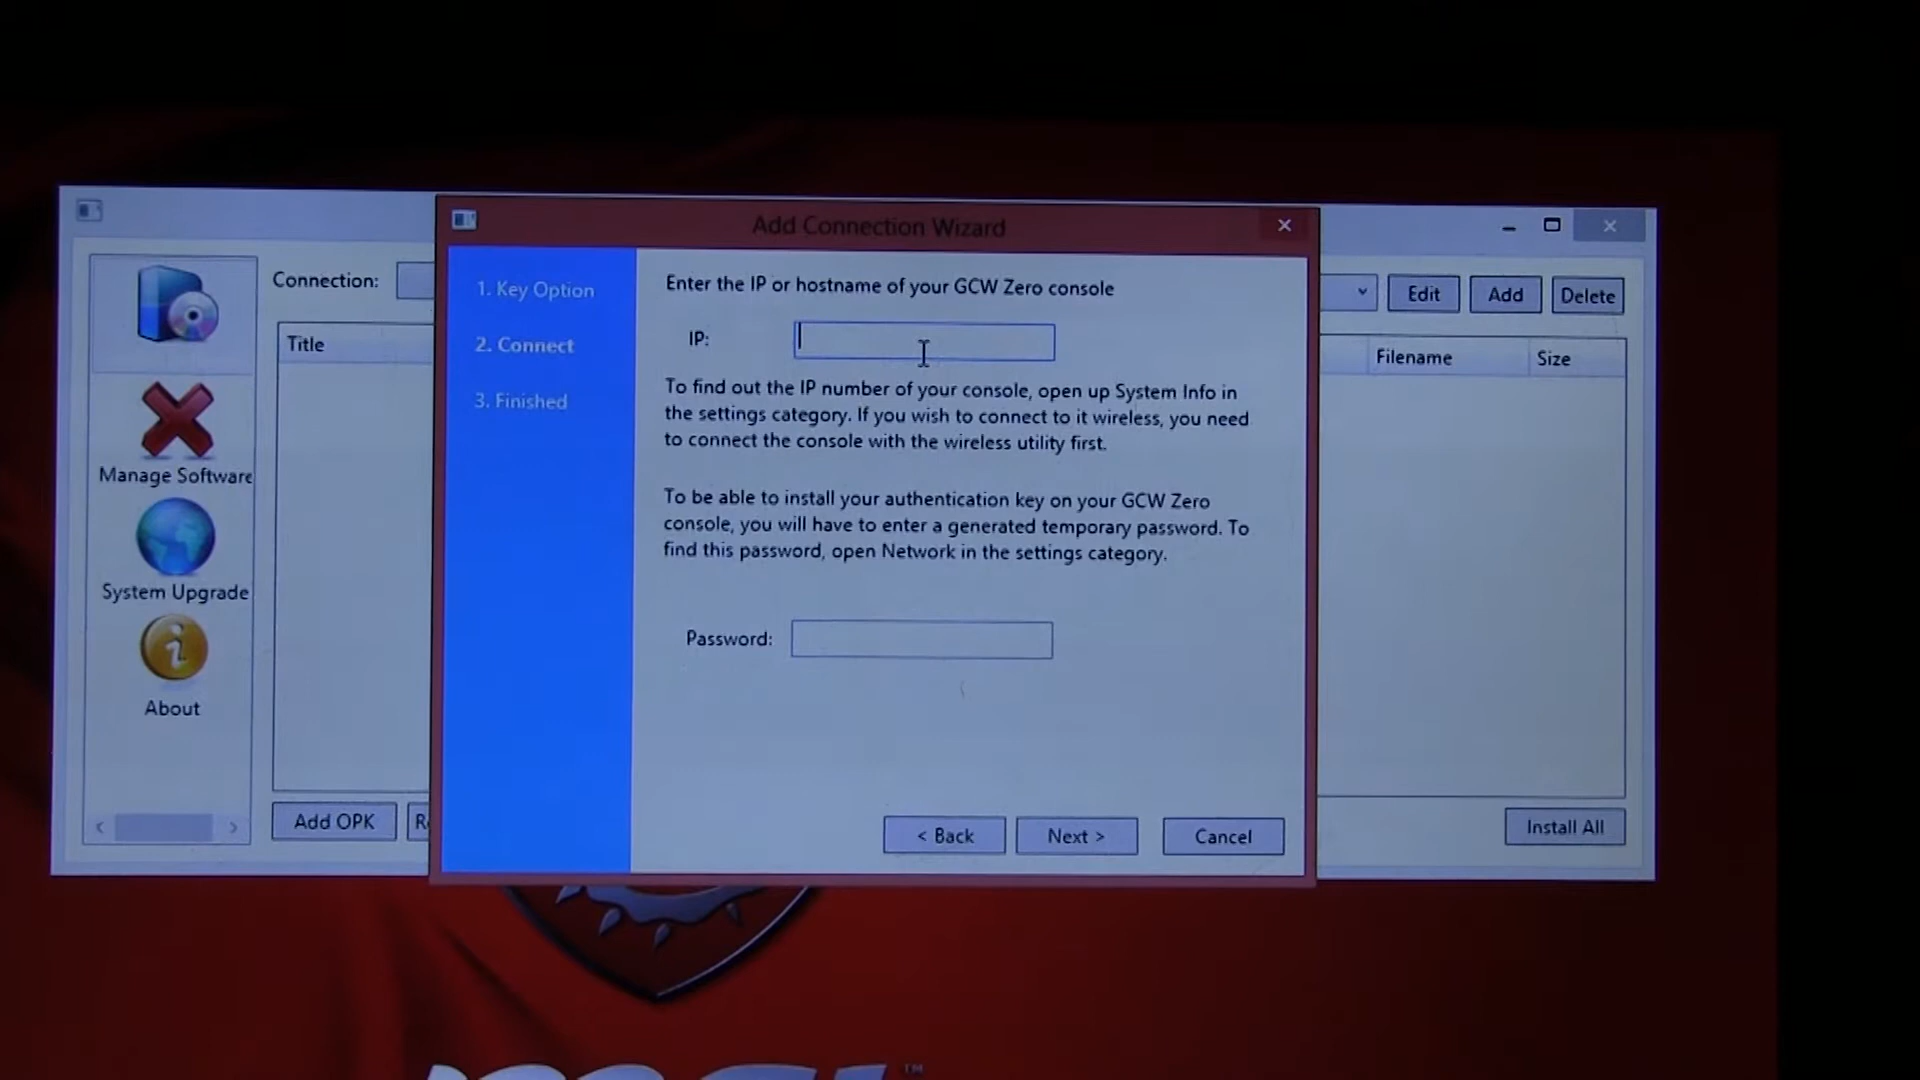 Add Connection Wizard
1. Key Option
2. Connect
3. Finished
Enter the IP or hostname of your GCW Zero console
IP:
To find out the IP number of your console, open up System Info in
the settings category. If you wish to connect to it wireless, you need
to connect the console with the wireless utility first.
To be able to install your authentication key on your GCW Zero
console, you will have to enter a generated temporary password. To
find this password, open Network in the settings category.
Password:
< Back
Next >
Cancel
Connection:
Edit
Add
Delete
Title
Filename
Size
Manage Software
System Upgrade
About
Add OPK
Install All
TM